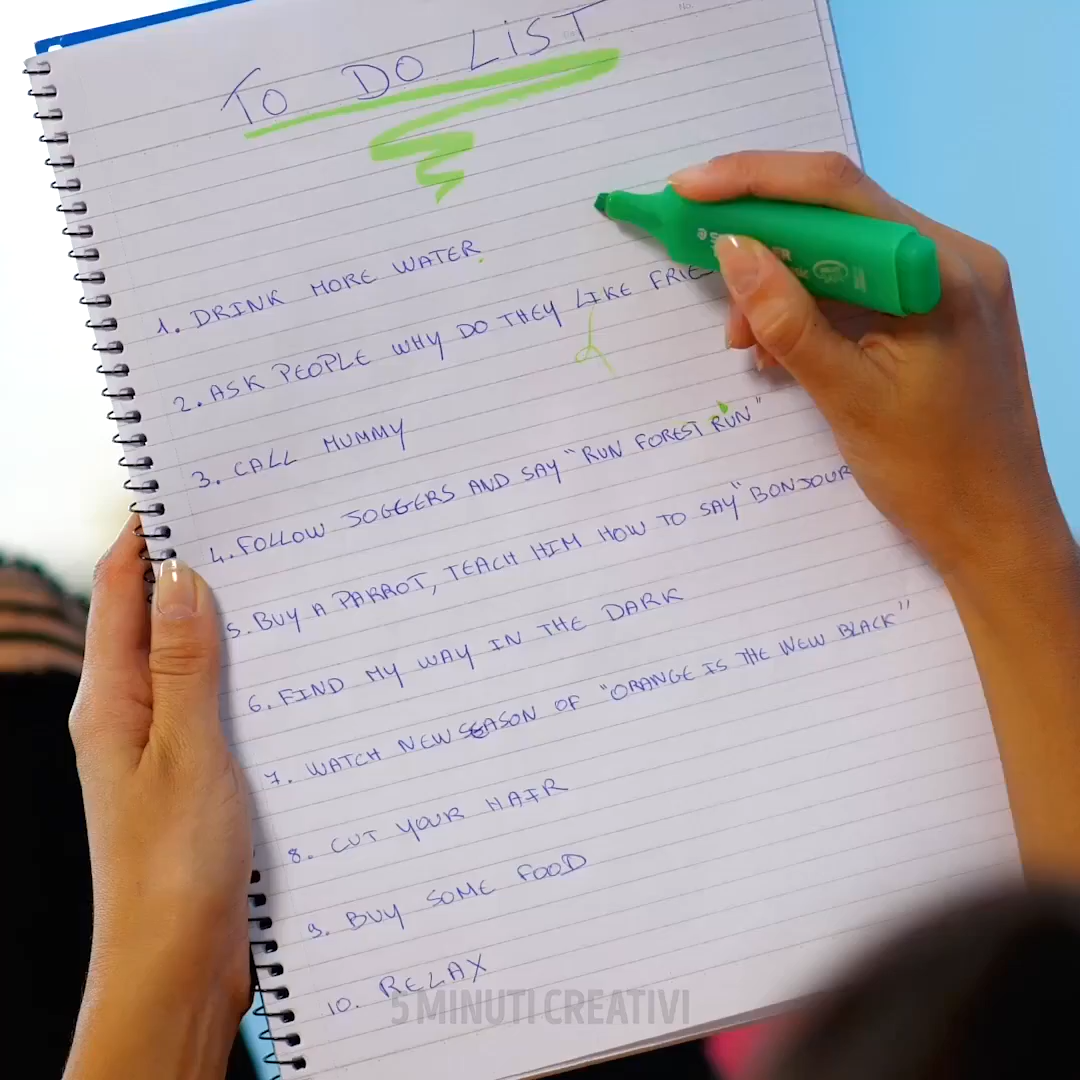 TO DO LIST
1. DRINK MORE WATER.
2. ASK PEOPLE WHY DO THEY LIKE
3. CALL MUMMY
4. FOLLOW JOGGERS AND SAY "RUN FOREST RUN"
5. BUY A PARROT, TEACH HIM HOW TO SAY "BONJOUR
6. FIND MY WAY IN THE DARK
7. WATCH NEW SEASON OF "ORANGE IS THE NEW BLACK"
8. CUT YOUR HAIR
9. BUY SOME FOOD
10. RELAX
5 MINUTI CREATIVI